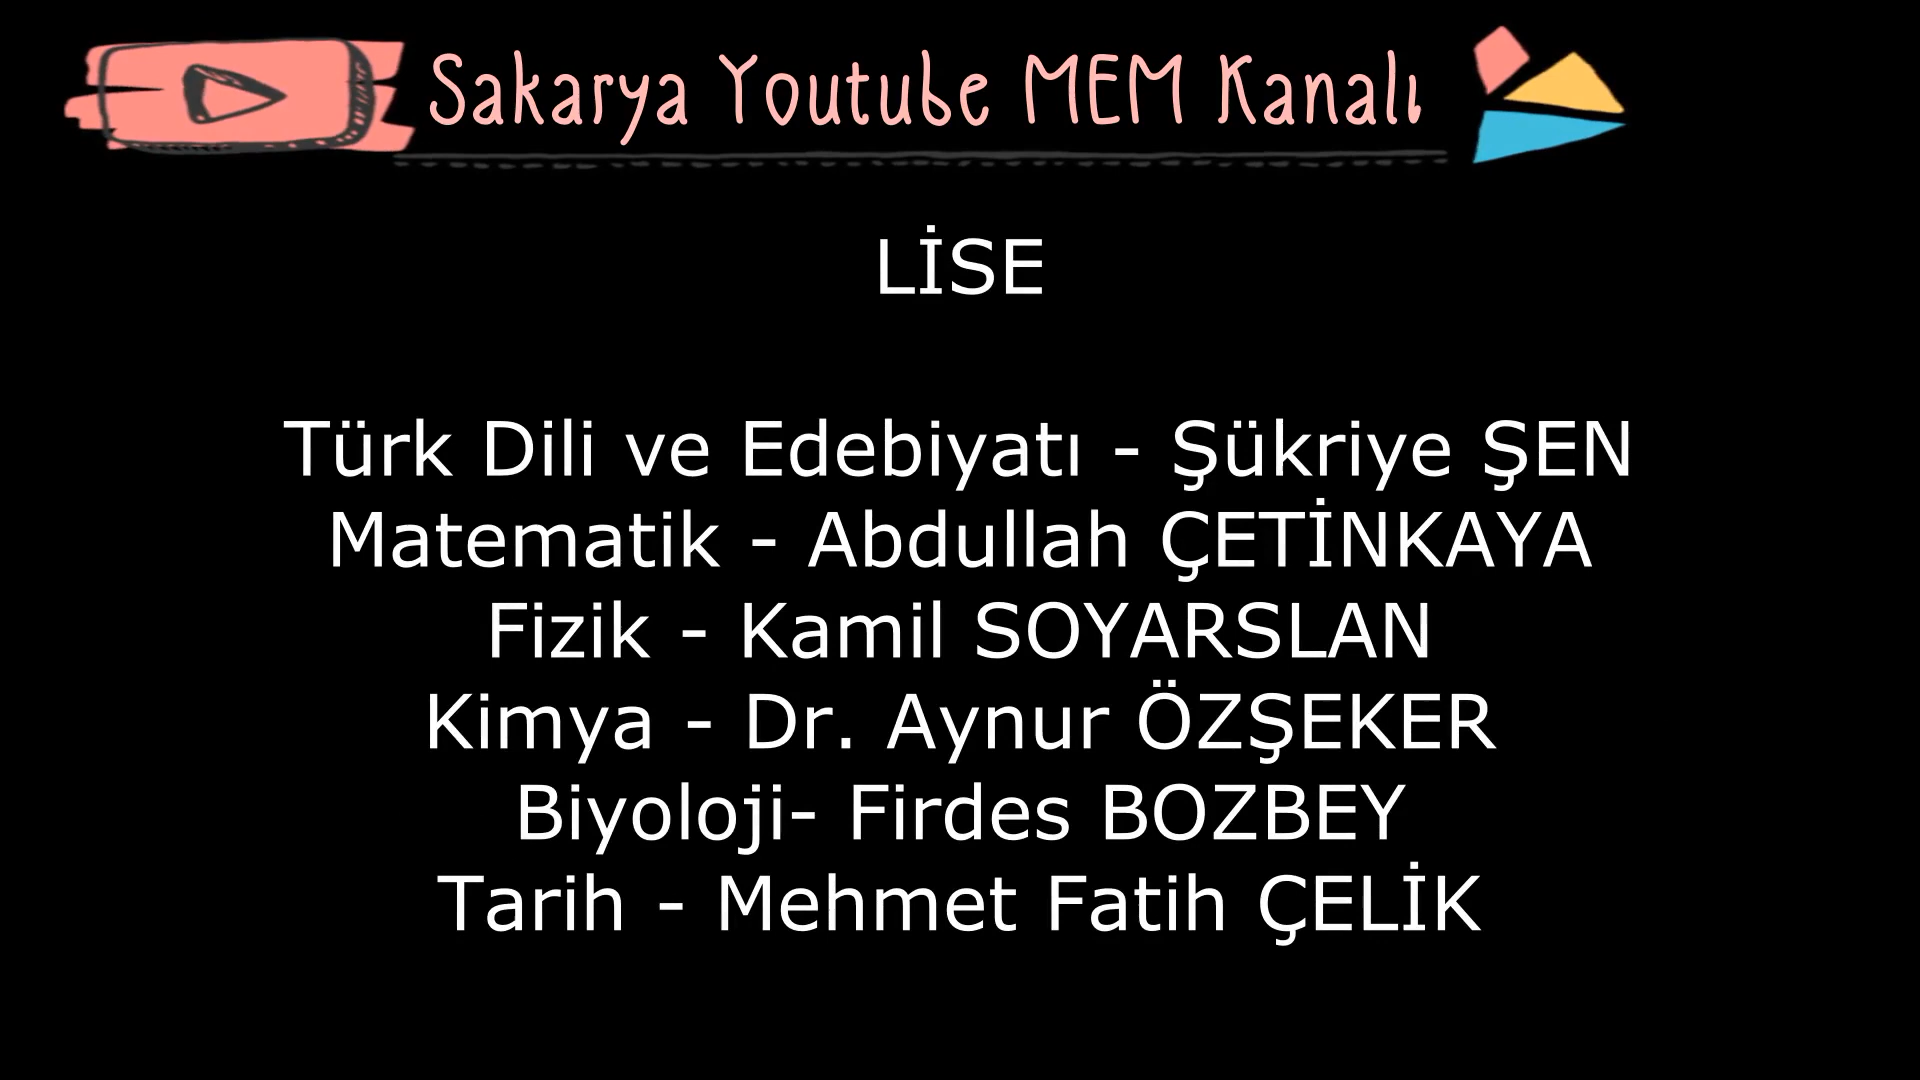 Sakarya Youtube MEM Kanalı
LİSE
Türk Dili ve Edebiyatı - Şükriye ŞEN
Matematik - Abdullah ÇETİNKAYA
Fizik - Kamil SOYARSLAN
Kimya - Dr. Aynur ÖZŞEKER
Biyoloji- Firdes BOZBEY
Tarih - Mehmet Fatih ÇELİK